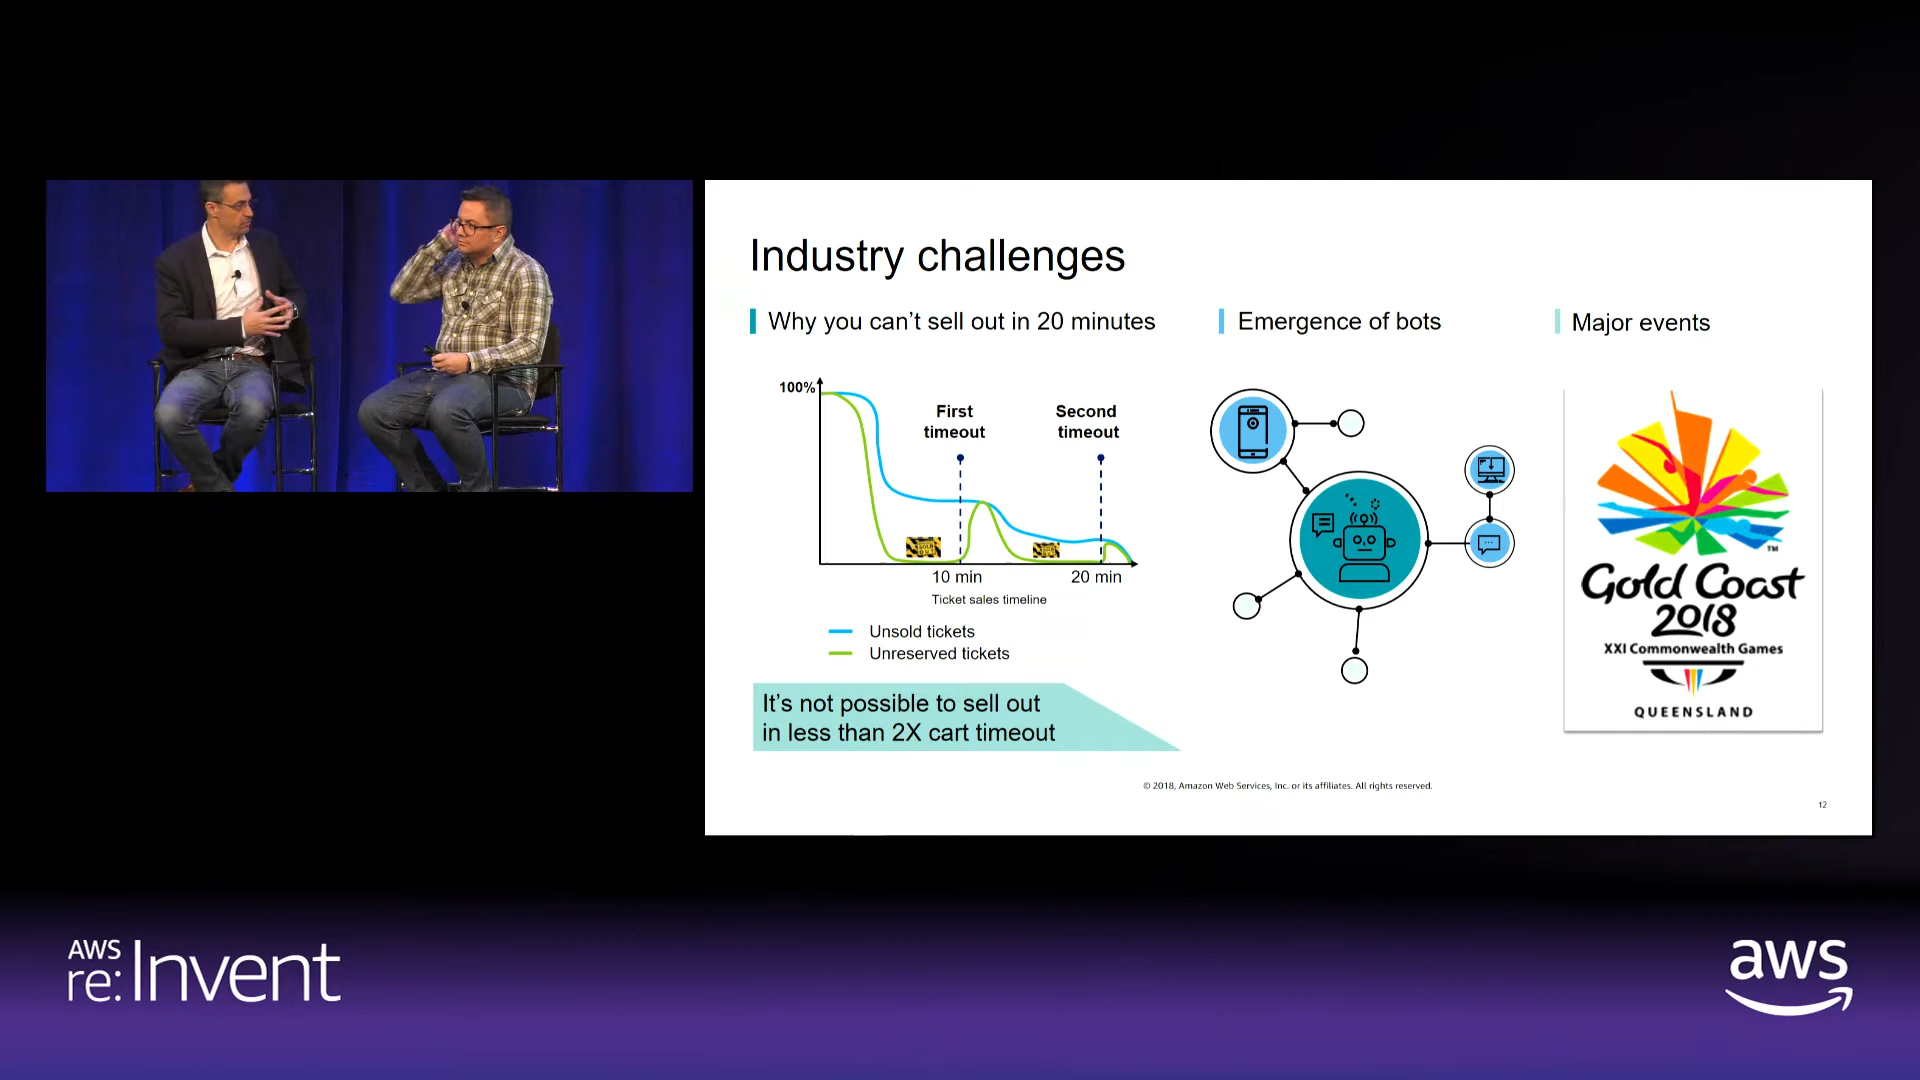 Industry challenges
Why you can't sell out in 20 minutes
Emergence of bots
Major events
100%
First
timeout
Second
timeout
10 min
20 min
Ticket sales timeline
Unsold tickets
Unreserved tickets
It's not possible to sell out
in less than 2X cart timeout
Gold Coast
2018
XXI Commonwealth Games
QUEENSLAND
TM
© 2018, Amazon Web Services, Inc. or its affiliates. All rights reserved.
12
AWS
re:Invent
aws